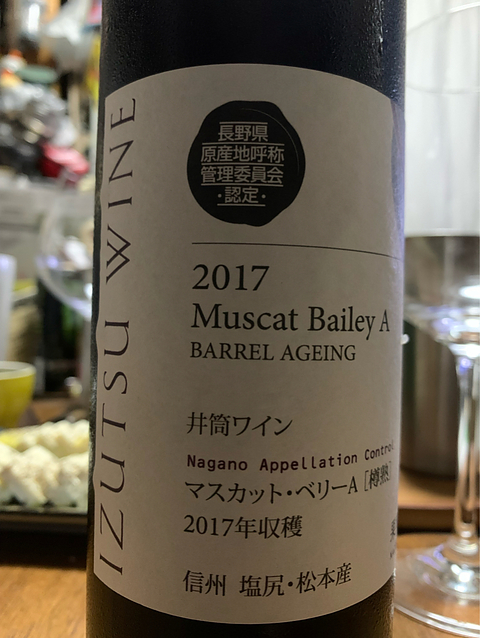 IZUTSU WINE
長野県
原産地呼称
管理委員会
・認定・
2017
Muscat Bailey A
BARREL AGEING
井筒ワイン
Nagano Appellation Control
マスカット・ベリーA [樽熟]
2017年収穫
信州 塩尻・松本産